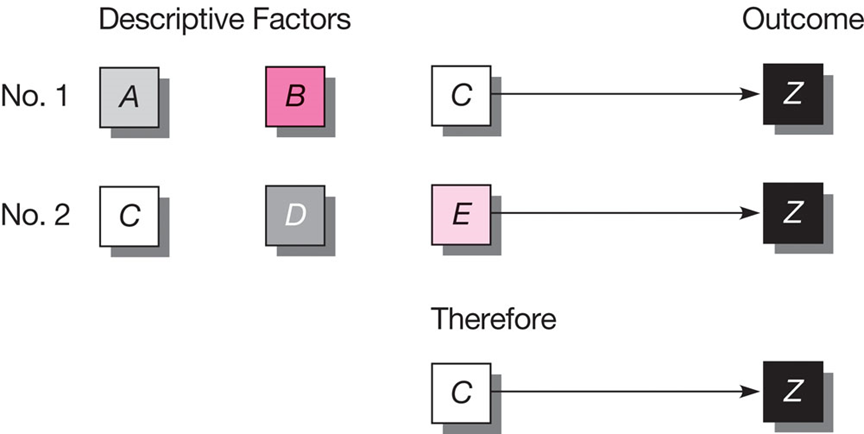 Descriptive Factors Outcome
No. 1 A B C Z
No. 2 C D E Z
Therefore
C Z